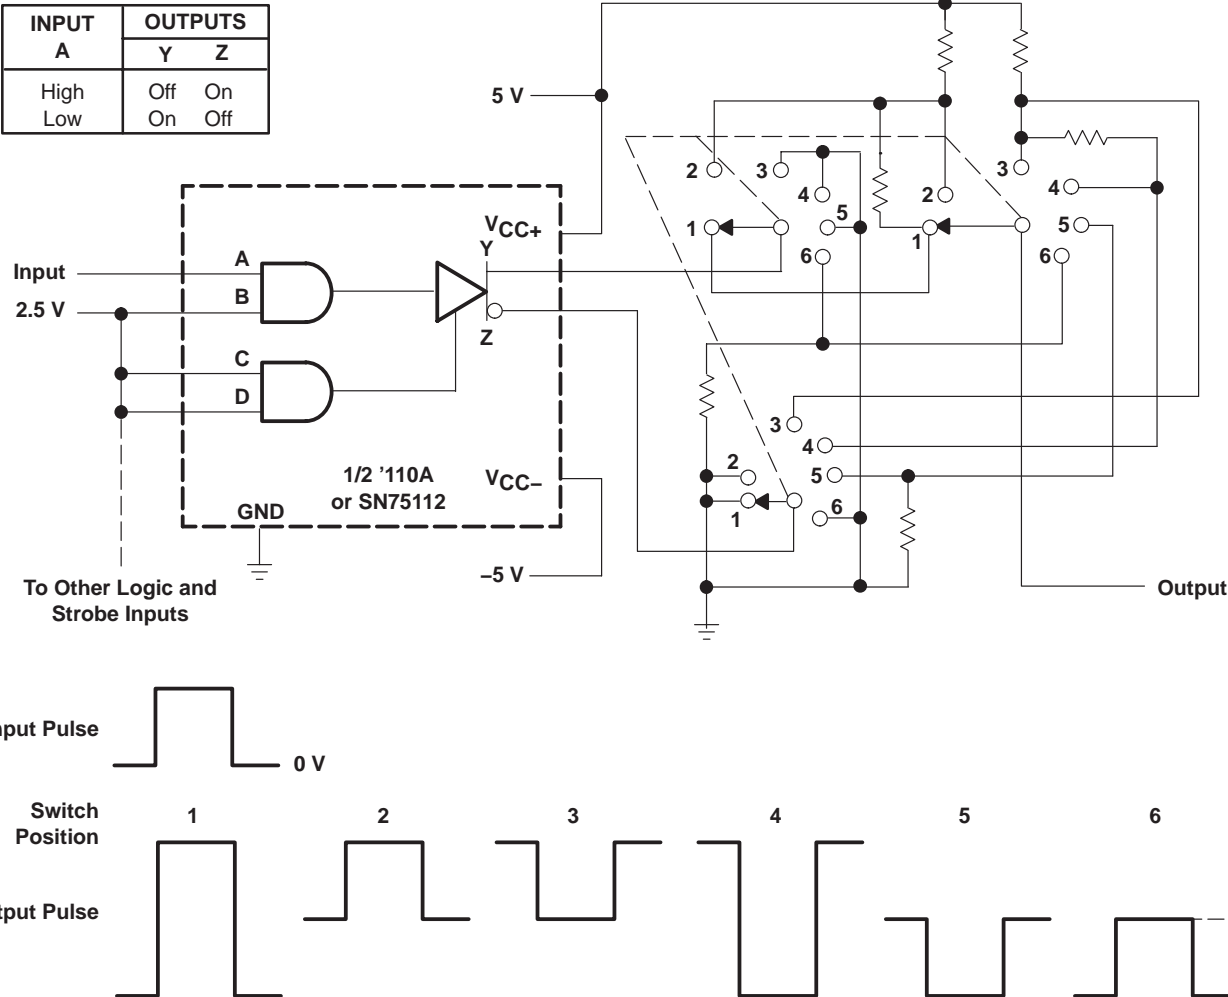 INPUT OUTPUTS
A Y Z
High Off On
Low On Off
5 V
2 3
4
5
1
6
2
1
3
4
5
6
VCC+
Y
Input A
2.5 V B
Z
C
D
3
4
2
5
1
6
1/2 '110A
or SN75112
VCC–
GND
–5 V
To Other Logic and
Strobe Inputs
Output
nput Pulse
0 V
Switch
Position
1 2 3 4 5 6
tput Pulse